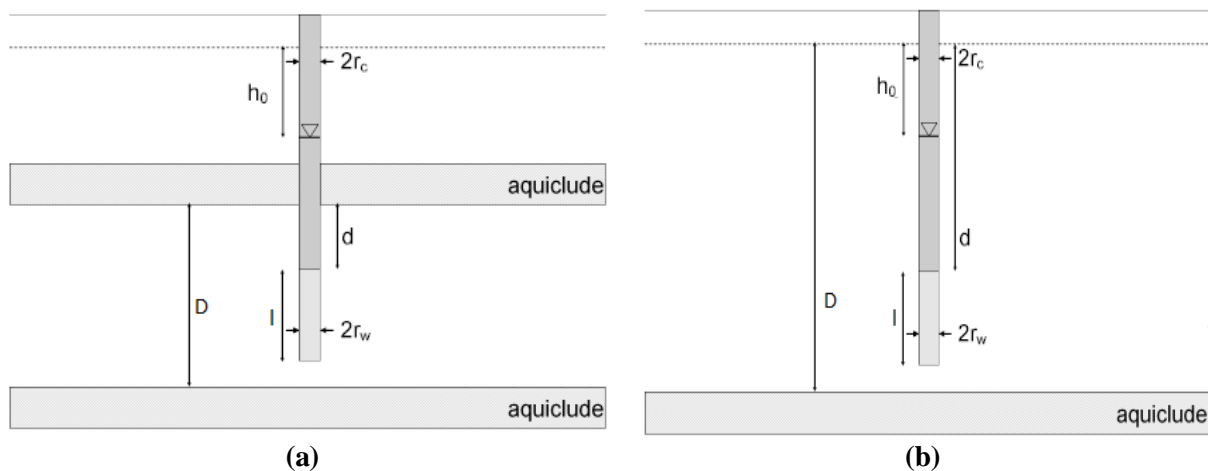 2r_c
h_0
aquiclude
d
D
l
2r_w
aquiclude
(a)
2r_c
h_0
d
D
l
2r_w
aquiclude
(b)